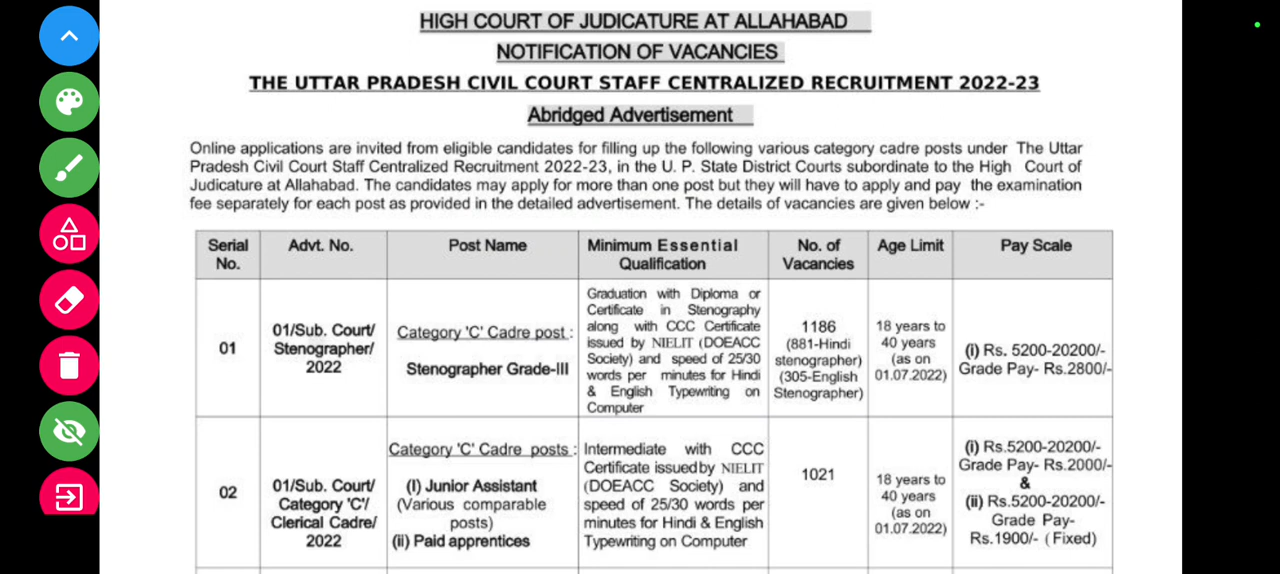 HIGH COURT OF JUDICATURE AT ALLAHABAD
NOTIFICATION OF VACANCIES
THE UTTAR PRADESH CIVIL COURT STAFF CENTRALIZED RECRUITMENT 2022-23
Abridged Advertisement
Online applications are invited from eligible candidates for filling up the following various category cadre posts under The Uttar
Pradesh Civil Court Staff Centralized Recruitment 2022-23, in the U. P. State District Courts subordinate to the High Court of
Judicature at Allahabad. The candidates may apply for more than one post but they will have to apply and pay the examination
fee separately for each post as provided in the detailed advertisement. The details of vacancies are given below :-
Serial
No.
Advt. No.
Post Name
Minimum Essential
Qualification
No. of
Vacancies
Age Limit
Pay Scale
01
01/Sub. Court/
Stenographer/
2022
Category 'C' Cadre post :
Stenographer Grade-III
Graduation with Diploma or
Certificate in Stenography
along with CCC Certificate
issued by NIELIT (DOEACC
Society) and speed of 25/30
words per minutes for Hindi
& English Typewriting on
Computer
1186
(881-Hindi
stenographer)
(305-English
Stenographer)
18 years to
40 years
(as on
01.07.2022)
(i) Rs. 5200-20200/-
Grade Pay- Rs.2800/-
02
01/Sub. Court/
Category 'C'/
Clerical Cadre/
2022
Category 'C' Cadre posts :
(I) Junior Assistant
(Various comparable
posts)
(ii) Paid apprentices
Intermediate with CCC
Certificate issued by NIELIT
(DOEACC Society) and
speed of 25/30 words per
minutes for Hindi & English
Typewriting on Computer
1021
18 years to
40 years
(as on
01.07.2022)
(i) Rs.5200-20200/-
Grade Pay- Rs.2000/-
&
(ii) Rs.5200-20200/-
Grade Pay-
Rs.1900/- (Fixed)